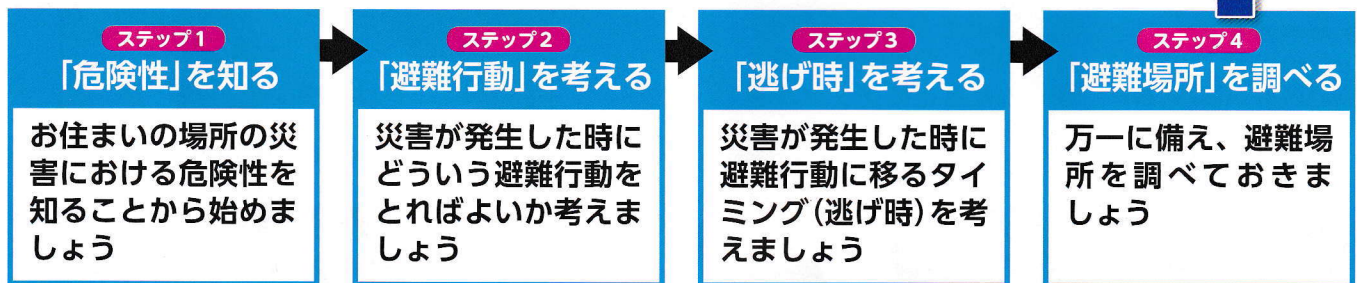 ステップ1
「危険性」を知る
お住まいの場所の災
害における危険性を
知ることから始めま
しょう
ステップ2
「避難行動」を考える
災害が発生した時に
どういう避難行動を
とればよいか考えま
しょう
ステップ3
「逃げ時」を考える
災害が発生した時に
避難行動に移るタイ
ミング(逃げ時)を考
えましょう
ステップ4
「避難場所」を調べる
万一に備え、避難場
所を調べておきま
しょう